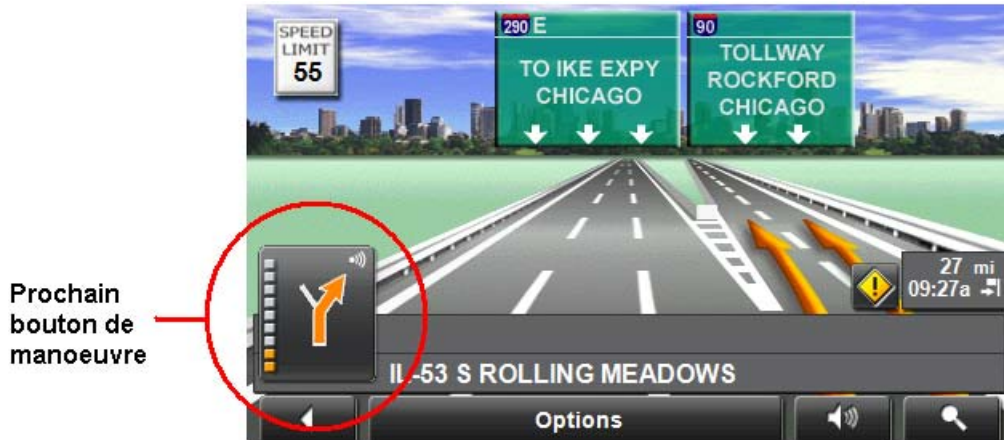 SPEED
LIMIT
55
290 E
TO IKE EXPY
CHICAGO
90
TOLLWAY
ROCKFORD
CHICAGO
Prochain
bouton de
manoeuvre
27 mi
09:27a
IL-53 S ROLLING MEADOWS
Options